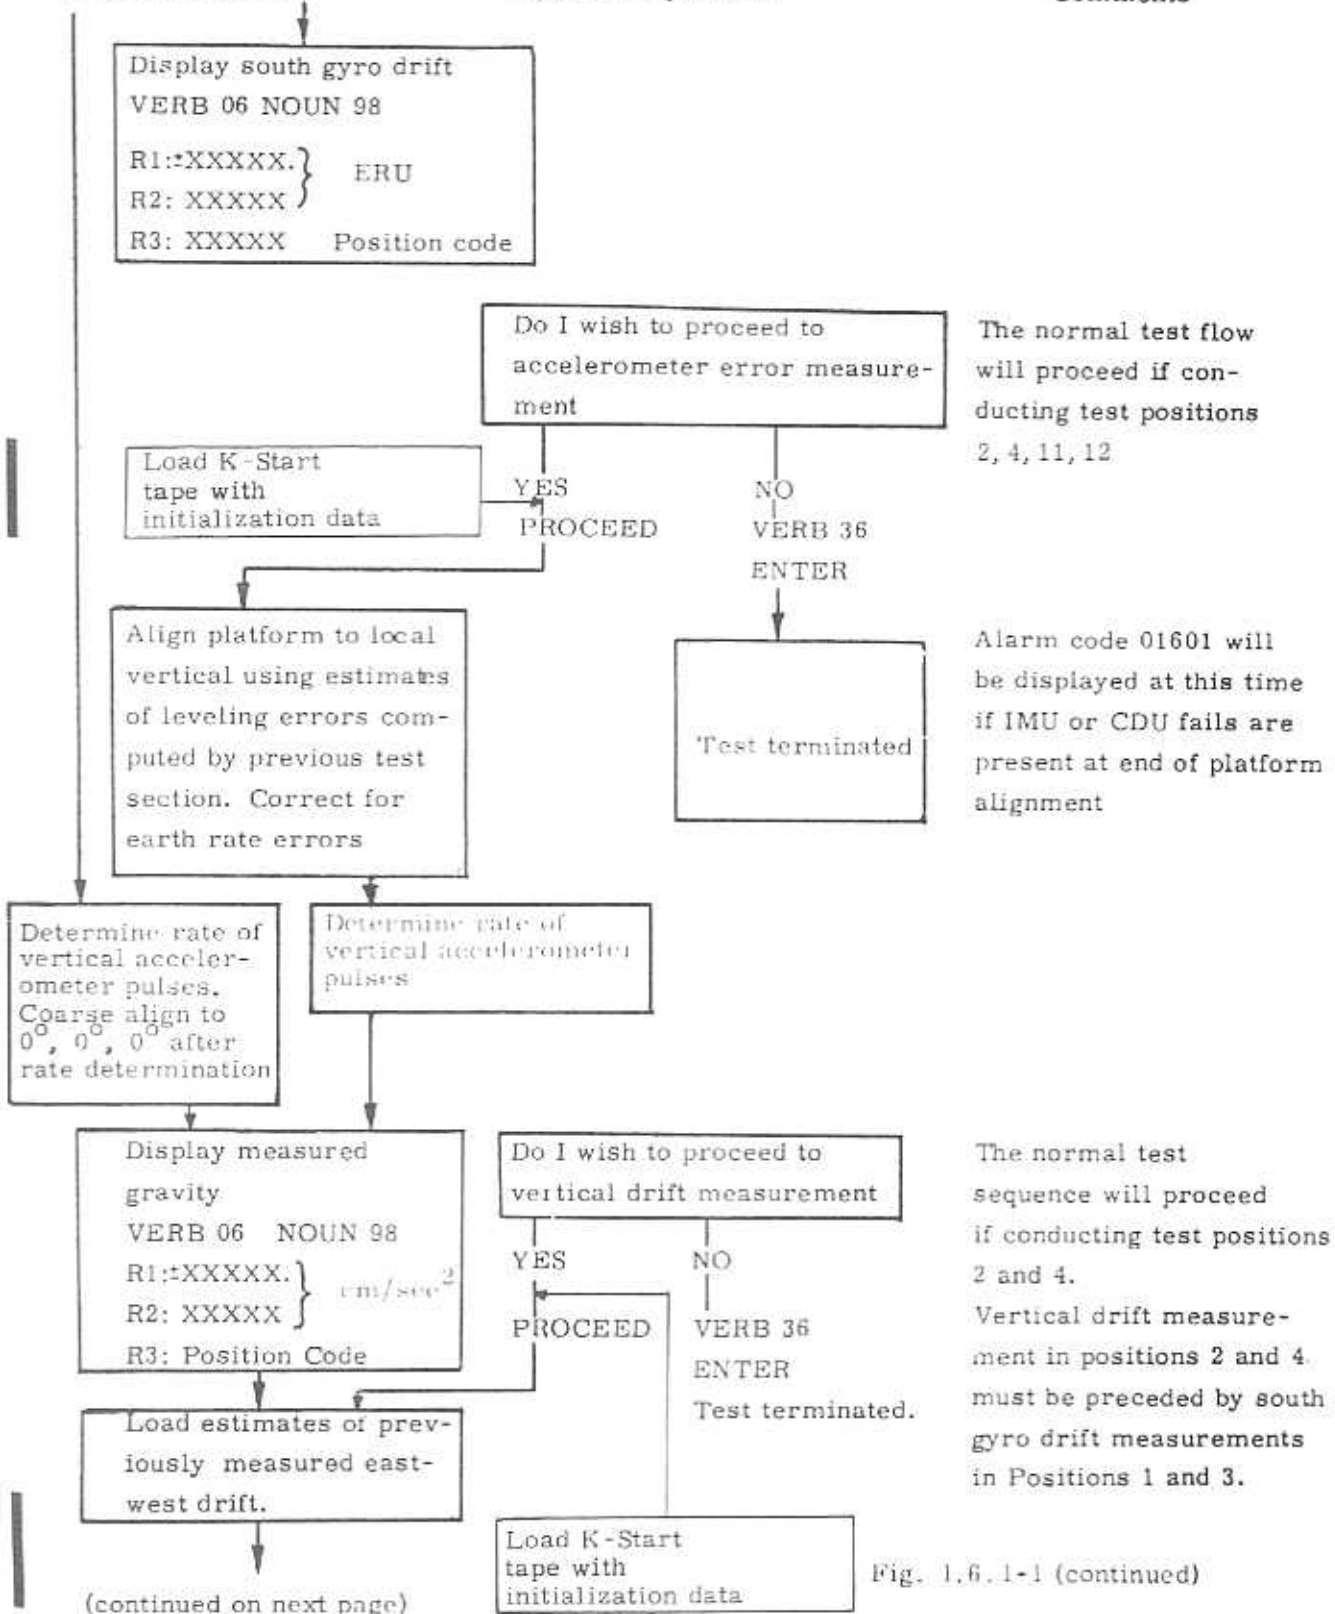 Display south gyro drift
VERB 06 NOUN 98
R1:±XXXXX.
ERU
R2: XXXXX
R3: XXXXX Position code
Do I wish to proceed to
accelerometer error measure-
ment
The normal test flow
will proceed if con-
ducting test positions
2, 4, 11, 12
Load K-Start
tape with
initialization data
YES
PROCEED
NO
VERB 36
ENTER
Align platform to local
vertical using estimates
of leveling errors com-
puted by previous test
section. Correct for
earth rate errors
Test terminated
Alarm code 01601 will
be displayed at this time
if IMU or CDU fails are
present at end of platform
alignment
Determine rate of
vertical acceler-
ometer pulses.
Coarse align to
0°, 0°, 0° after
rate determination
Determine rate of
vertical accelerometer
pulses
Display measured
gravity
VERB 06 NOUN 98
R1:±XXXXX.
cm/sec²
R2: XXXXX
R3: Position Code
Do I wish to proceed to
vertical drift measurement
YES
PROCEED
NO
VERB 36
ENTER
Test terminated.
The normal test
sequence will proceed
if conducting test positions
2 and 4.
Vertical drift measure-
ment in positions 2 and 4
must be preceded by south
gyro drift measurements
in Positions 1 and 3.
Load estimates of prev-
iously measured east-
west drift.
Load K-Start
tape with
initialization data
Fig. 1.6.1-1 (continued)
(continued on next page)